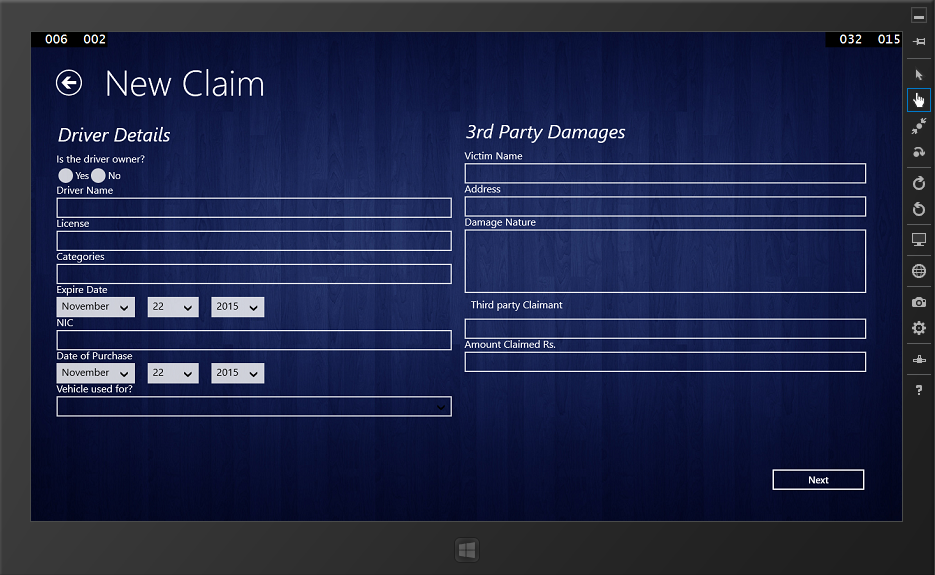 006 002
032 015
New Claim
Driver Details
Is the driver owner?
Yes No
Driver Name
License
Categories
Expire Date
November 22 2015
NIC
Date of Purchase
November 22 2015
Vehicle used for?
3rd Party Damages
Victim Name
Address
Damage Nature
Third party Claimant
Amount Claimed Rs.
Next
?